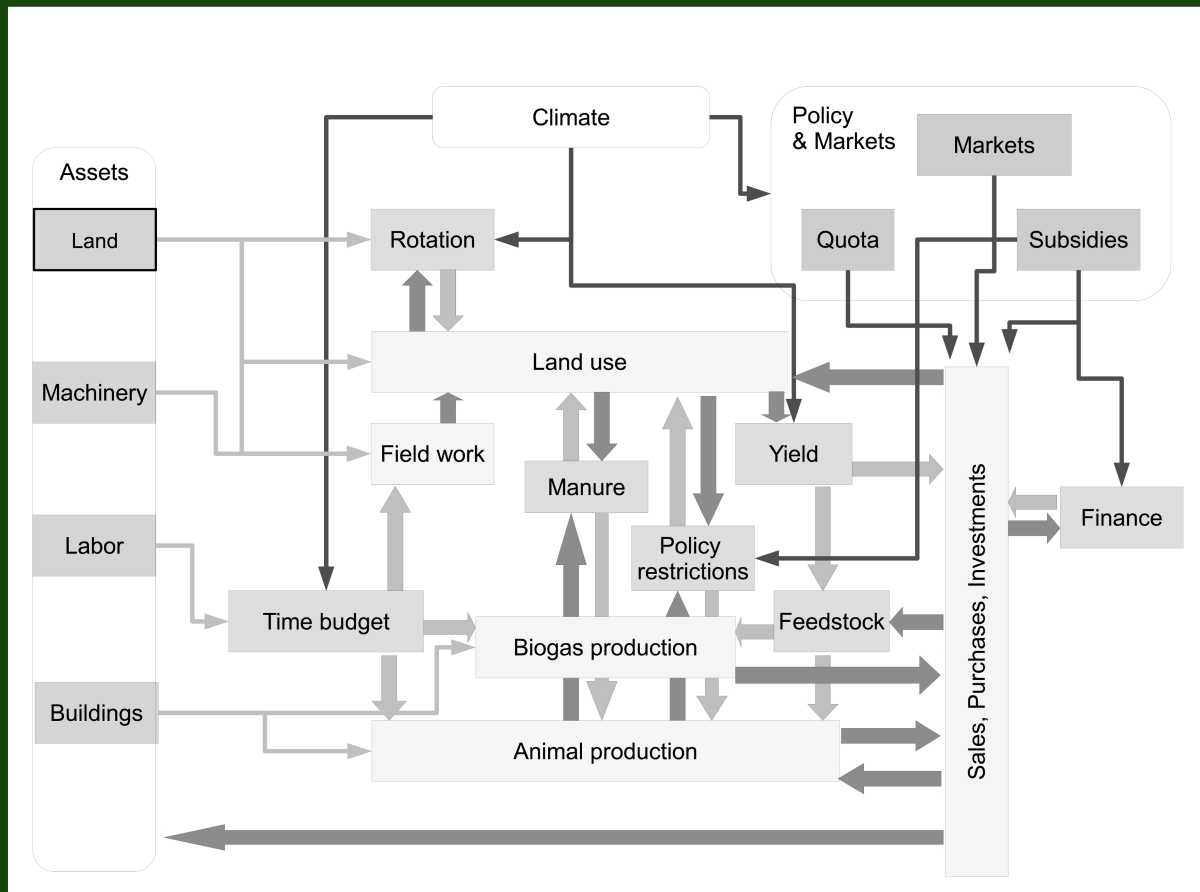 Climate
Policy
& Markets
Markets
Assets
Land
Rotation
Quota
Subsidies
Land use
Machinery
Field work
Yield
Manure
Labor
Policy
restrictions
Sales, Purchases, Investments
Finance
Time budget
Biogas production
Feedstock
Buildings
Animal production